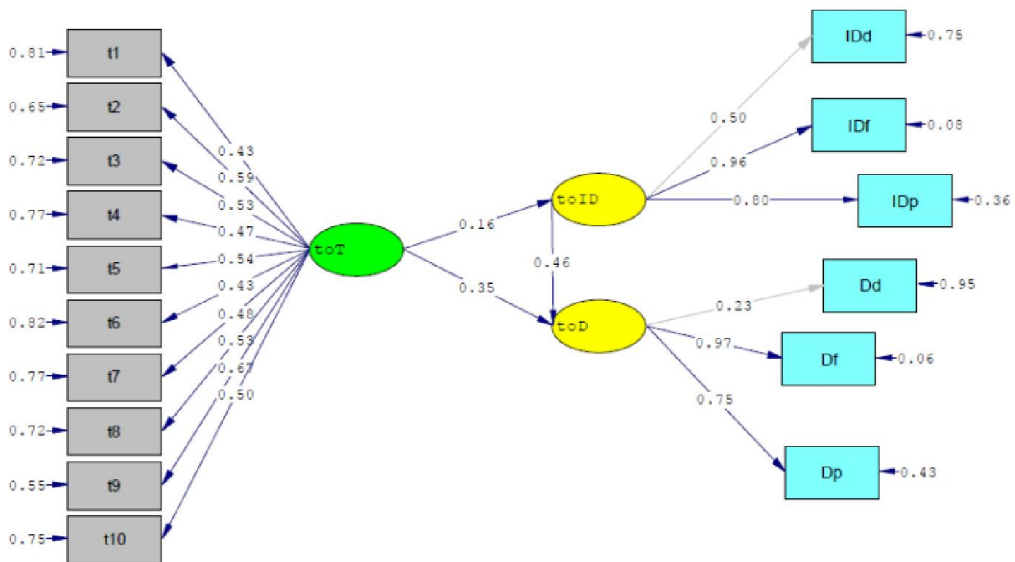 0.81 t1
0.65 t2
0.72 t3
0.77 t4
0.71 t5
0.82 t6
0.77 t7
0.72 t8
0.55 t9
0.75 t10
0.43
0.59
0.53
0.47
0.54
0.43
0.48
0.53
0.67
0.50
toT
0.16
0.35
toID
0.46
toD
0.50
0.96
0.80
0.23
0.97
0.75
IDd 0.75
IDf 0.08
IDp 0.36
Dd 0.95
Df 0.06
Dp 0.43